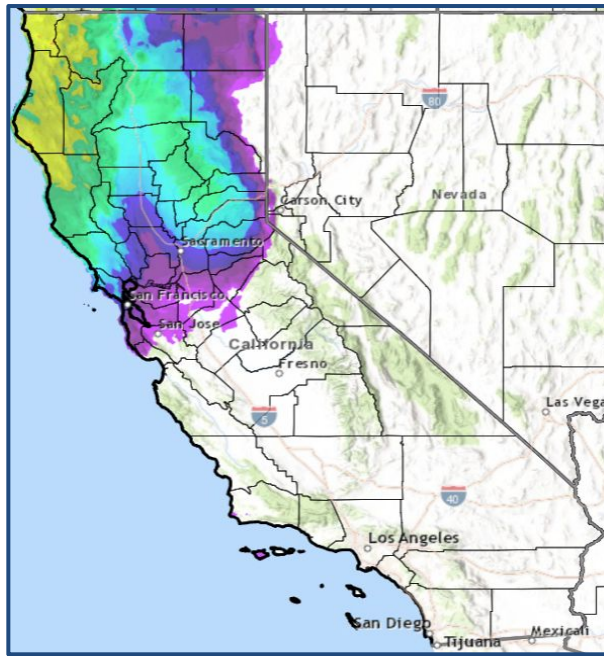 80
Carson City
Nevada
Sacramento
San Francisco
San Jose
California
Fresno
Las Vega
5
40
Los Angeles
San Diego
Tijuana
Mexicali